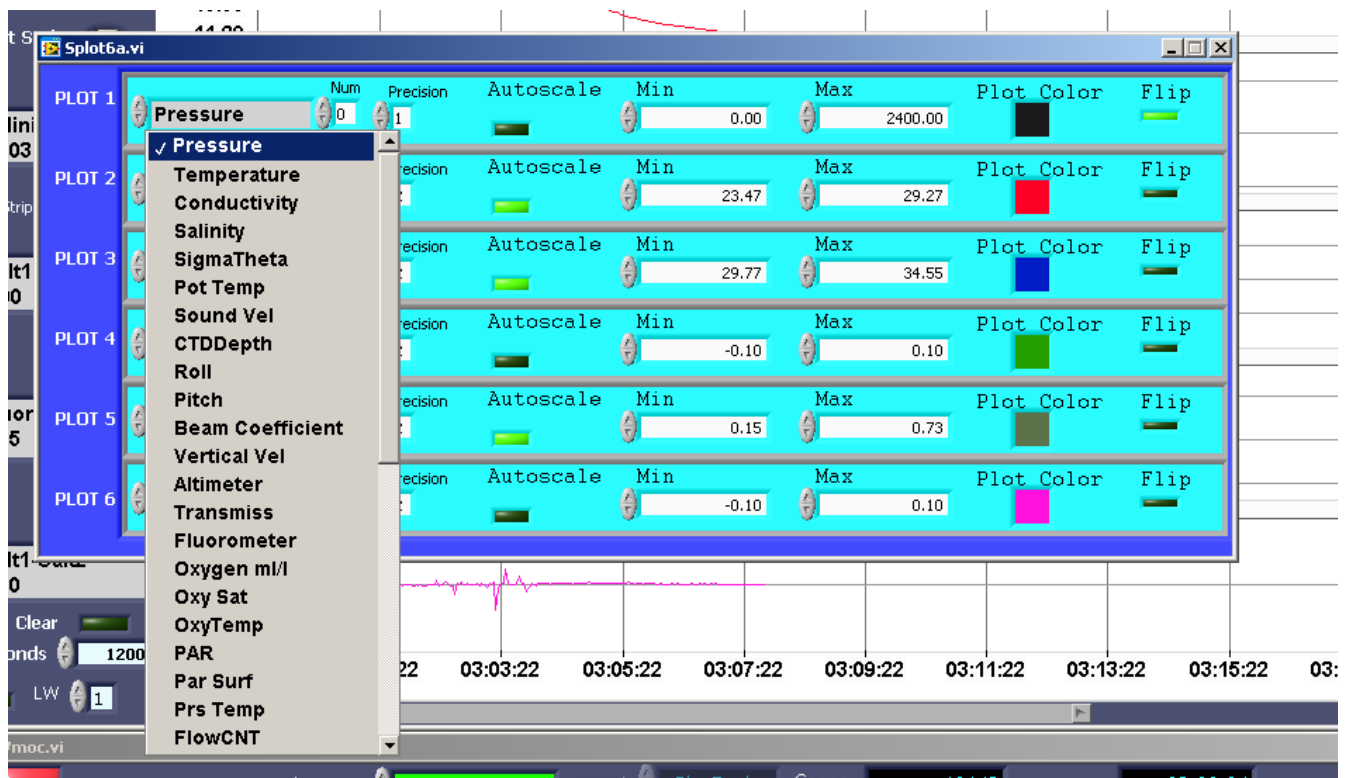 Splot6a.vi
PLOT 1
Num
Precision
Autoscale
Min
Max
Plot Color
Flip
Pressure
0
1
0.00
2400.00
PLOT 2
Autoscale
Min
Max
Plot Color
Flip
23.47
29.27
PLOT 3
Autoscale
Min
Max
Plot Color
Flip
29.77
34.55
PLOT 4
Autoscale
Min
Max
Plot Color
Flip
-0.10
0.10
PLOT 5
Autoscale
Min
Max
Plot Color
Flip
0.15
0.73
PLOT 6
Autoscale
Min
Max
Plot Color
Flip
-0.10
0.10
Pressure
Temperature
Conductivity
Salinity
SigmaTheta
Pot Temp
Sound Vel
CTDDepth
Roll
Pitch
Beam Coefficient
Vertical Vel
Altimeter
Transmiss
Fluorometer
Oxygen ml/l
Oxy Sat
OxyTemp
PAR
Par Surf
Prs Temp
FlowCNT
Clear
1200
LW 1
03:03:22 03:05:22 03:07:22 03:09:22 03:11:22 03:13:22 03:15:22
moc.vi